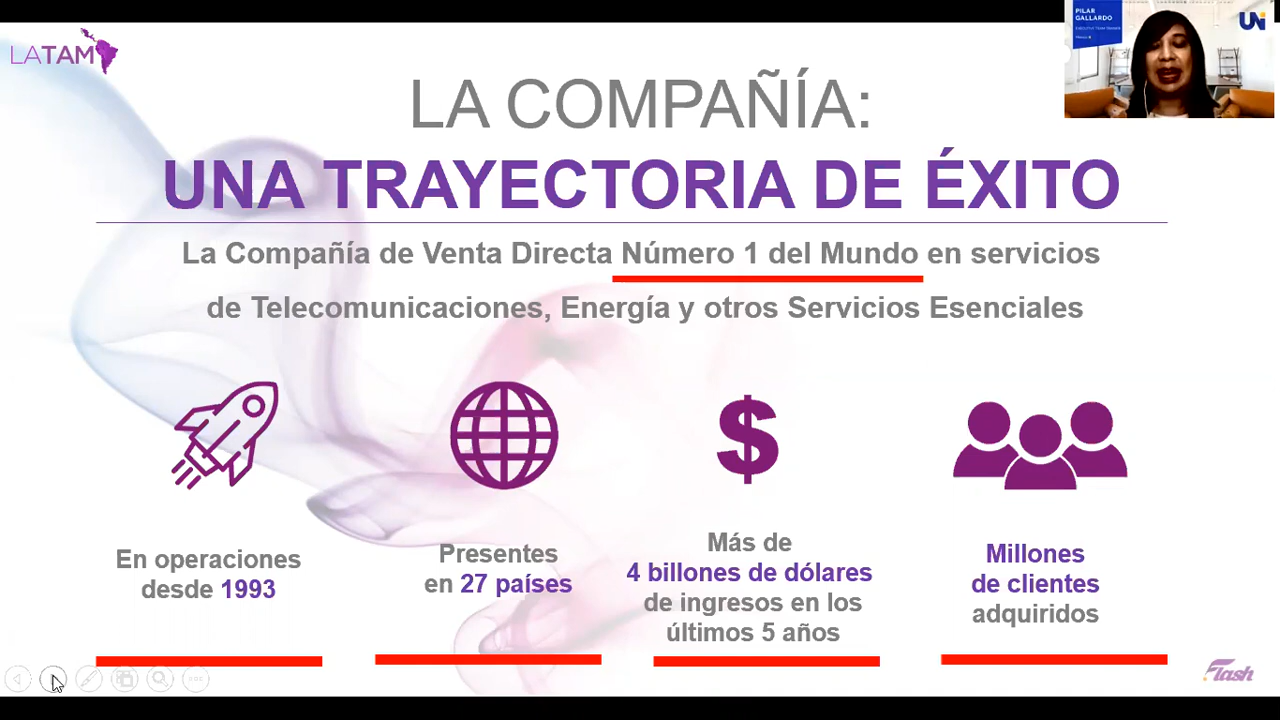 LATAM
PILAR
GALLARDO
UN
LA COMPAÑÍA:
UNA TRAYECTORIA DE ÉXITO
La Compañía de Venta Directa Número 1 del Mundo en servicios
de Telecomunicaciones, Energía y otros Servicios Esenciales
En operaciones
desde 1993
Presentes
en 27 países
$
Más de
4 billones de dólares
de ingresos en los
últimos 5 años
Millones
de clientes
adquiridos
Flash